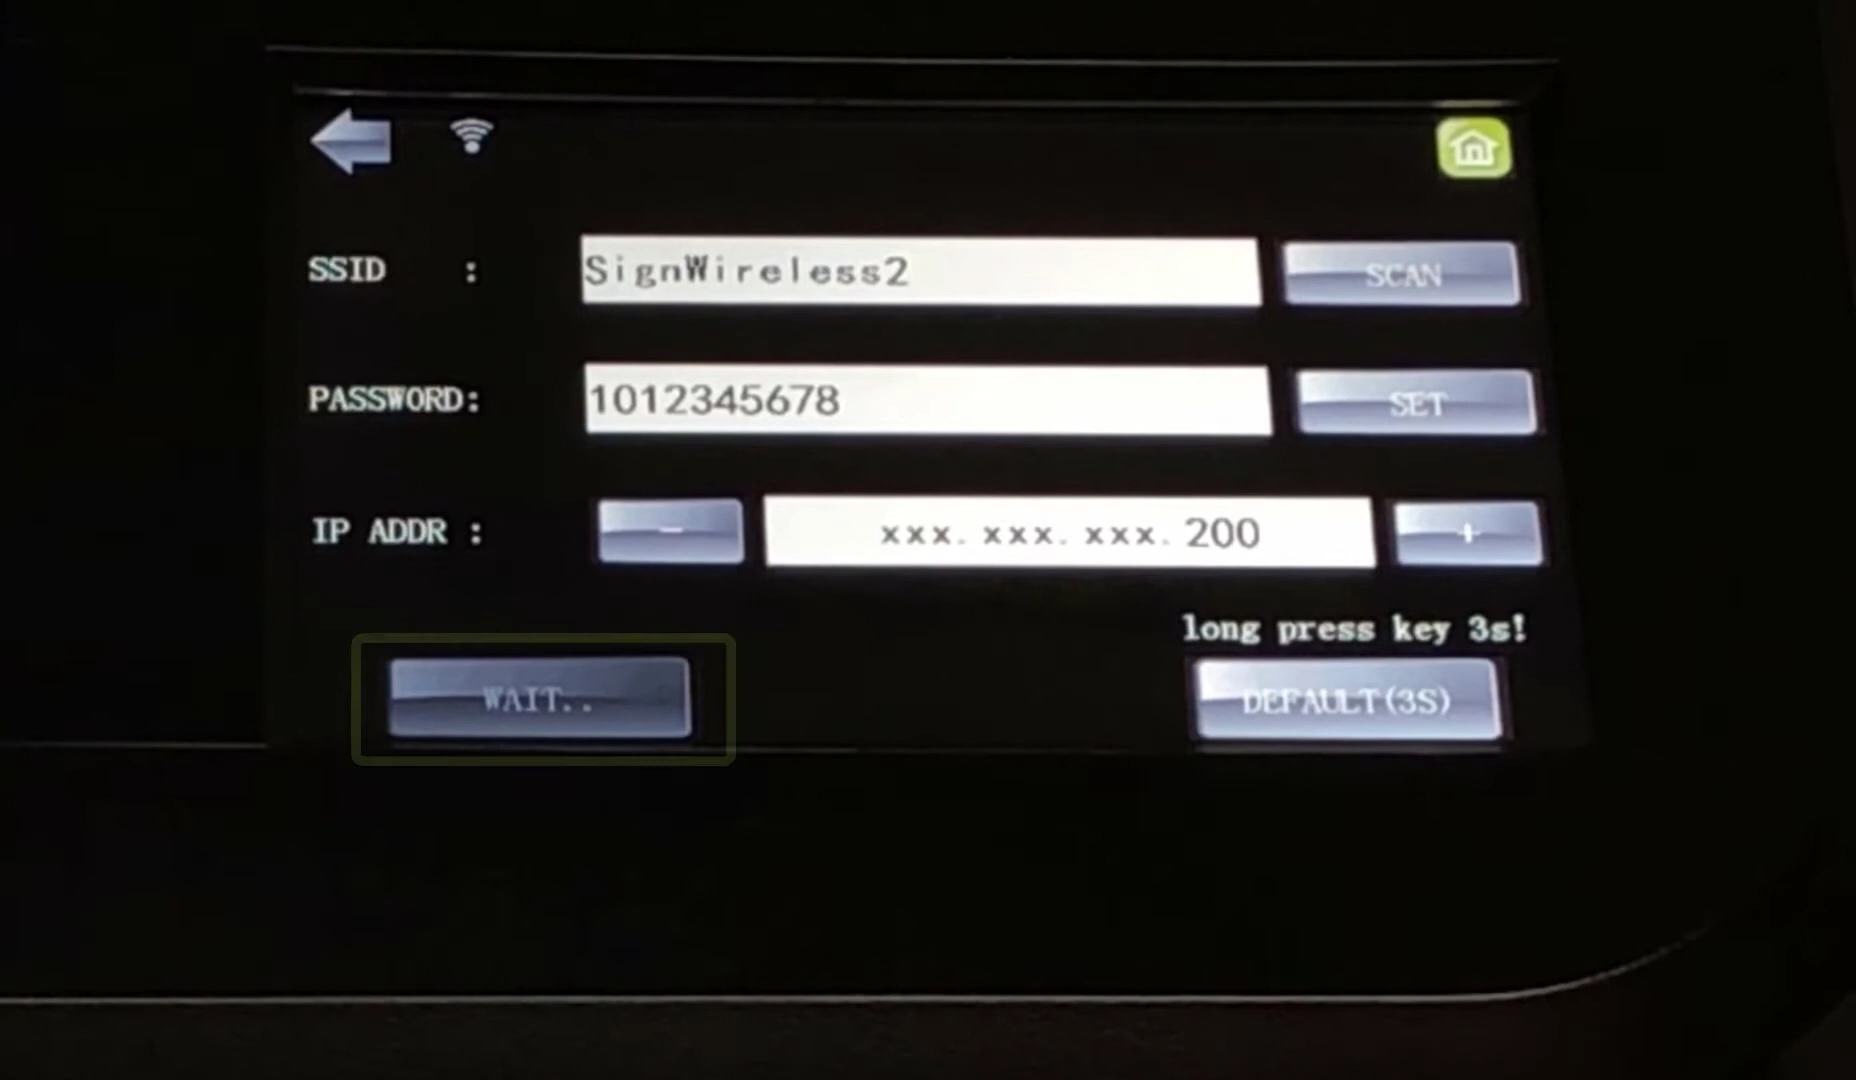 SSID : SignWireless2 SCAN
PASSWORD: 1012345678 SET
IP ADDR : - xxx. xxx. xxx. 200 +
long press key 3s!
WAIT.. DEFAULT(3S)